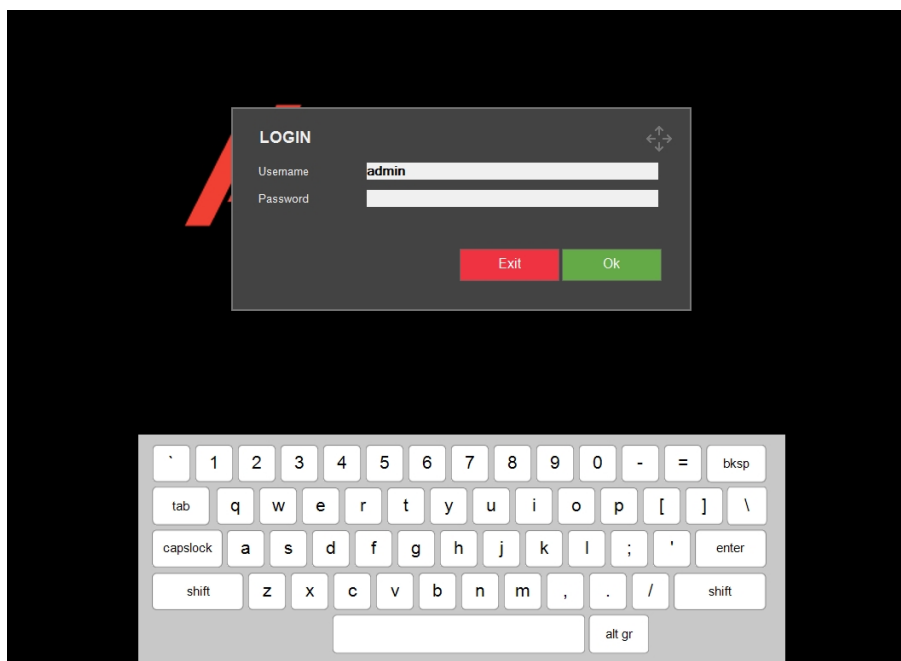 LOGIN
Username admin
Password
Exit Ok
` 1 2 3 4 5 6 7 8 9 0 - = bksp
tab q w e r t y u i o p [ ] \
capslock a s d f g h j k l ; ' enter
shift z x c v b n m , . / shift
alt gr